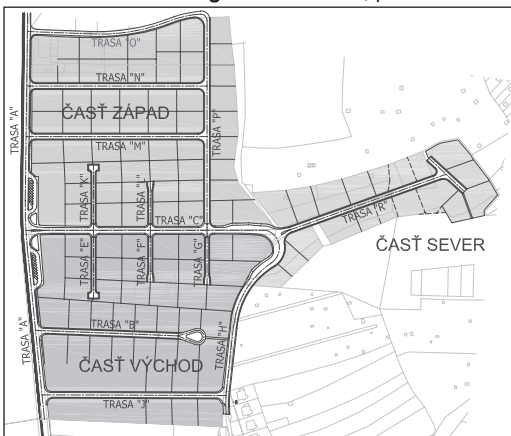 TRASA "O"
TRASA "N"
TRASA "A"
ČASŤ ZÁPAD
TRASA "P"
TRASA "M"
TRASA "K"
TRASA "L"
TRASA "C"
TRASA "R"
ČASŤ SEVER
TRASA "E"
TRASA "F"
TRASA "G"
TRASA "A"
TRASA "B"
TRASA "H"
ČASŤ VÝCHOD
TRASA "J"